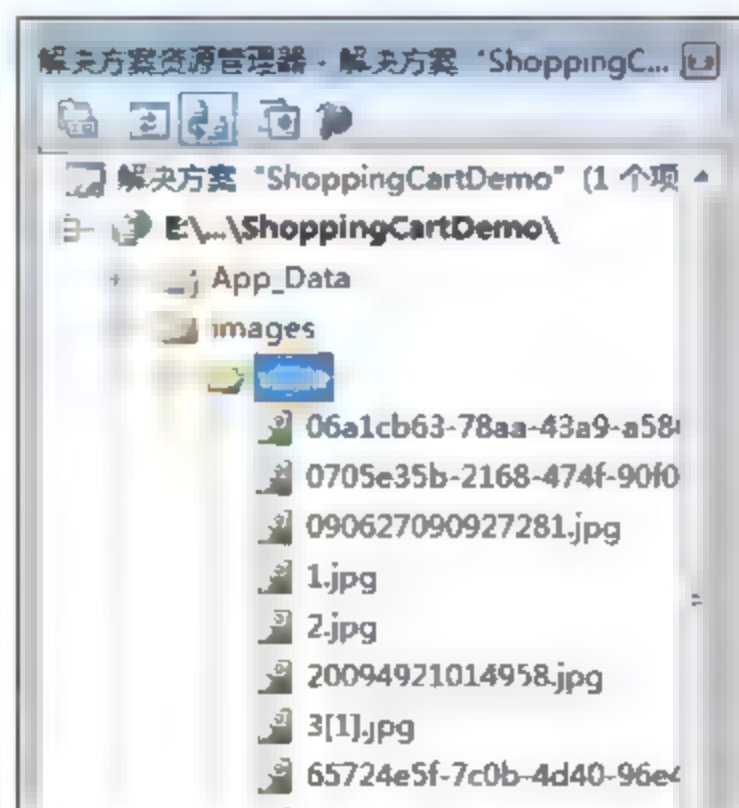 解决方案资源管理器 - 解决方案 "ShoppingC...
解决方案 "ShoppingCartDemo" (1 个项
E:\...\ShoppingCartDemo\
App_Data
images
06a1cb63-78aa-43a9-a58
0705e35b-2168-474f-90f0
090627090927281.jpg
1.jpg
2.jpg
20094921014958.jpg
3[1].jpg
65724e5f-7c0b-4d40-96e4